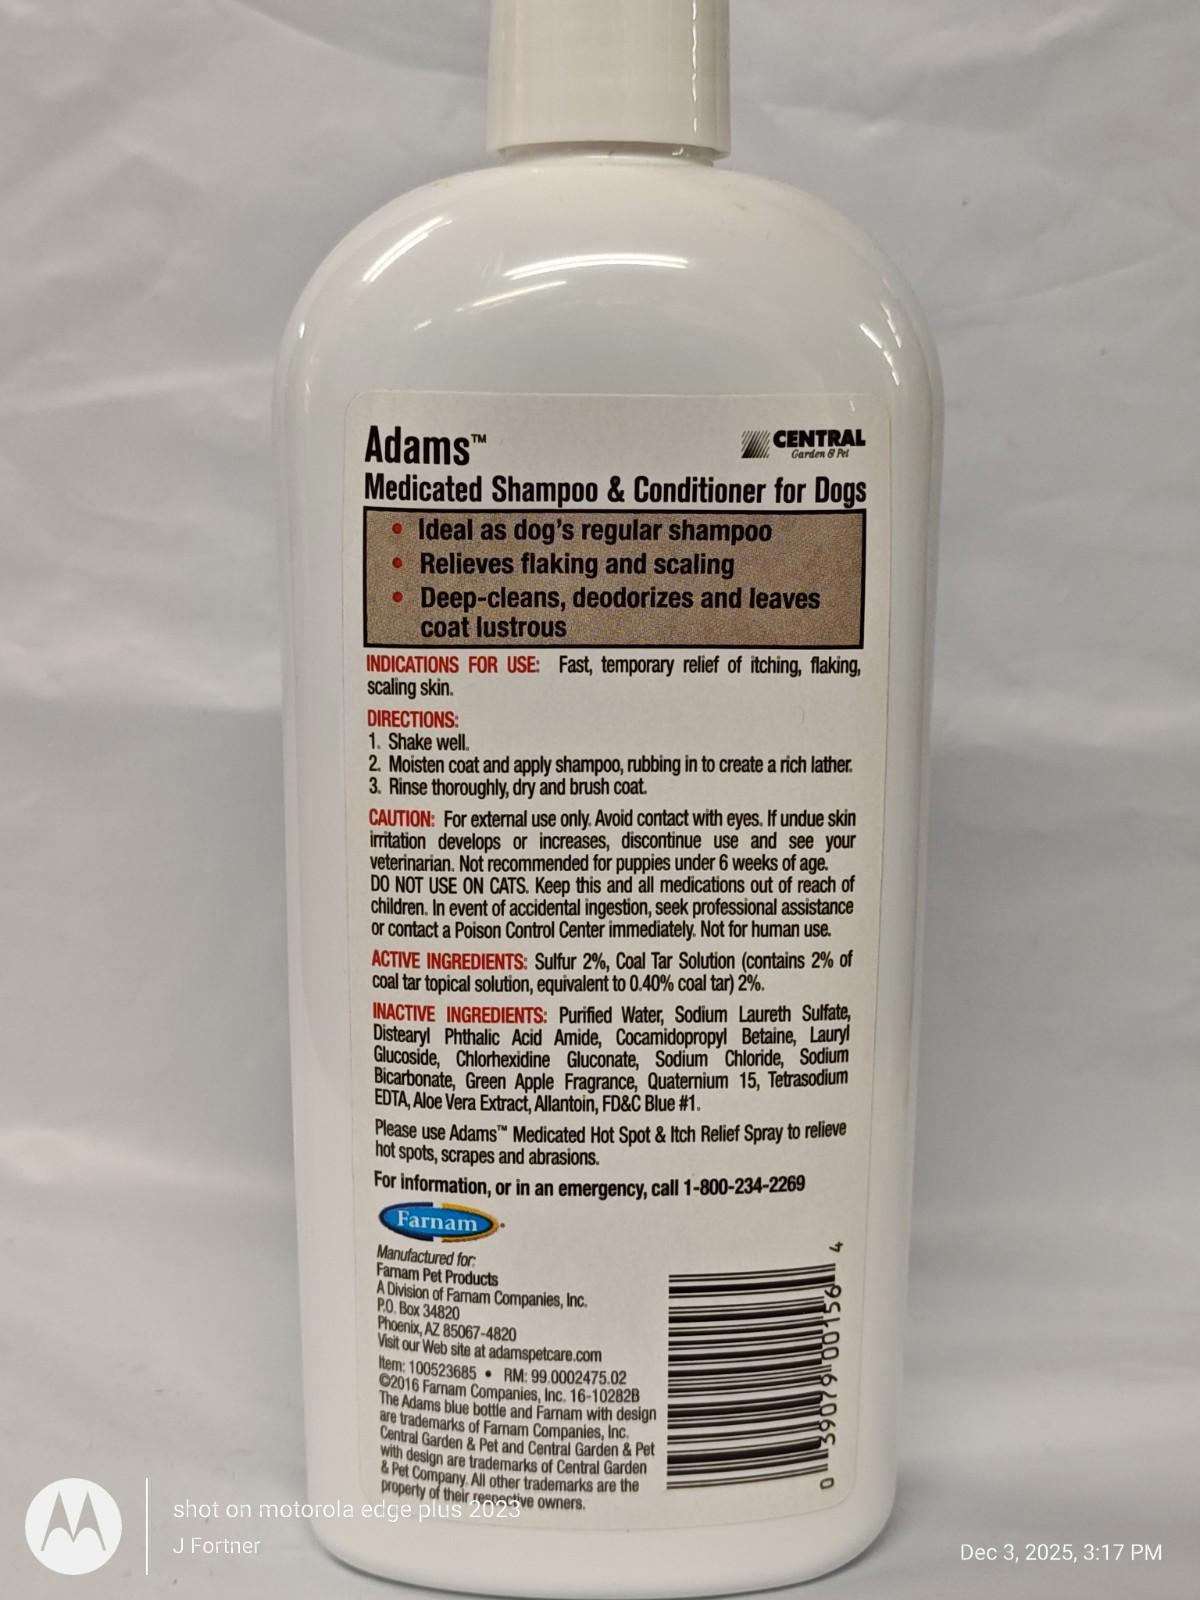 Adams™
CENTRAL
Garden & Pet
Medicated Shampoo & Conditioner for Dogs
• Ideal as dog's regular shampoo
• Relieves flaking and scaling
• Deep-cleans, deodorizes and leaves
coat lustrous
INDICATIONS FOR USE: Fast, temporary relief of itching, flaking,
scaling skin.
DIRECTIONS:
1. Shake well.
2. Moisten coat and apply shampoo, rubbing in to create a rich lather.
3. Rinse thoroughly, dry and brush coat.
CAUTION: For external use only. Avoid contact with eyes. If undue skin
irritation develops or increases, discontinue use and see your
veterinarian. Not recommended for puppies under 6 weeks of age.
DO NOT USE ON CATS. Keep this and all medications out of reach of
children. In event of accidental ingestion, seek professional assistance
or contact a Poison Control Center immediately. Not for human use.
ACTIVE INGREDIENTS: Sulfur 2%, Coal Tar Solution (contains 2% of
coal tar topical solution, equivalent to 0.40% coal tar) 2%.
INACTIVE INGREDIENTS: Purified Water, Sodium Laureth Sulfate,
Distearyl Phthalic Acid Amide, Cocamidopropyl Betaine, Lauryl
Glucoside, Chlorhexidine Gluconate, Sodium Chloride, Sodium
Bicarbonate, Green Apple Fragrance, Quaternium 15, Tetrasodium
EDTA, Aloe Vera Extract, Allantoin, FD&C Blue #1.
Please use Adams™ Medicated Hot Spot & Itch Relief Spray to relieve
hot spots, scrapes and abrasions.
For information, or in an emergency, call 1-800-234-2269
Farnam
Manufactured for:
Farnam Pet Products
A Division of Farnam Companies, Inc.
P.O. Box 34820
Phoenix, AZ 85067-4820
Visit our Web site at adamspetcare.com
Item: 100523685 • RM: 99.0002475.02
©2016 Farnam Companies, Inc. 16-10282B
The Adams blue bottle and Farnam with design
are trademarks of Farnam Companies, Inc.
Central Garden & Pet and Central Garden & Pet
with design are trademarks of Central Garden
& Pet Company. All other trademarks are the
property of their respective owners.
0 39079 00156 4
shot on motorola edge plus 2023
J Fortner
Dec 3, 2025, 3:17 PM